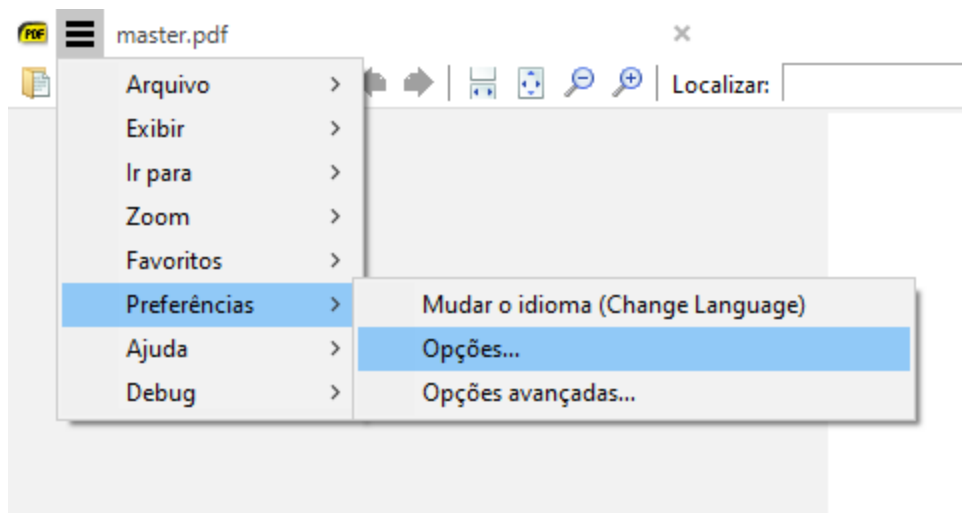 PDF master.pdf
Localizar:
Arquivo
Exibir
Ir para
Zoom
Favoritos
Preferências
Ajuda
Debug
Mudar o idioma (Change Language)
Opções...
Opções avançadas...